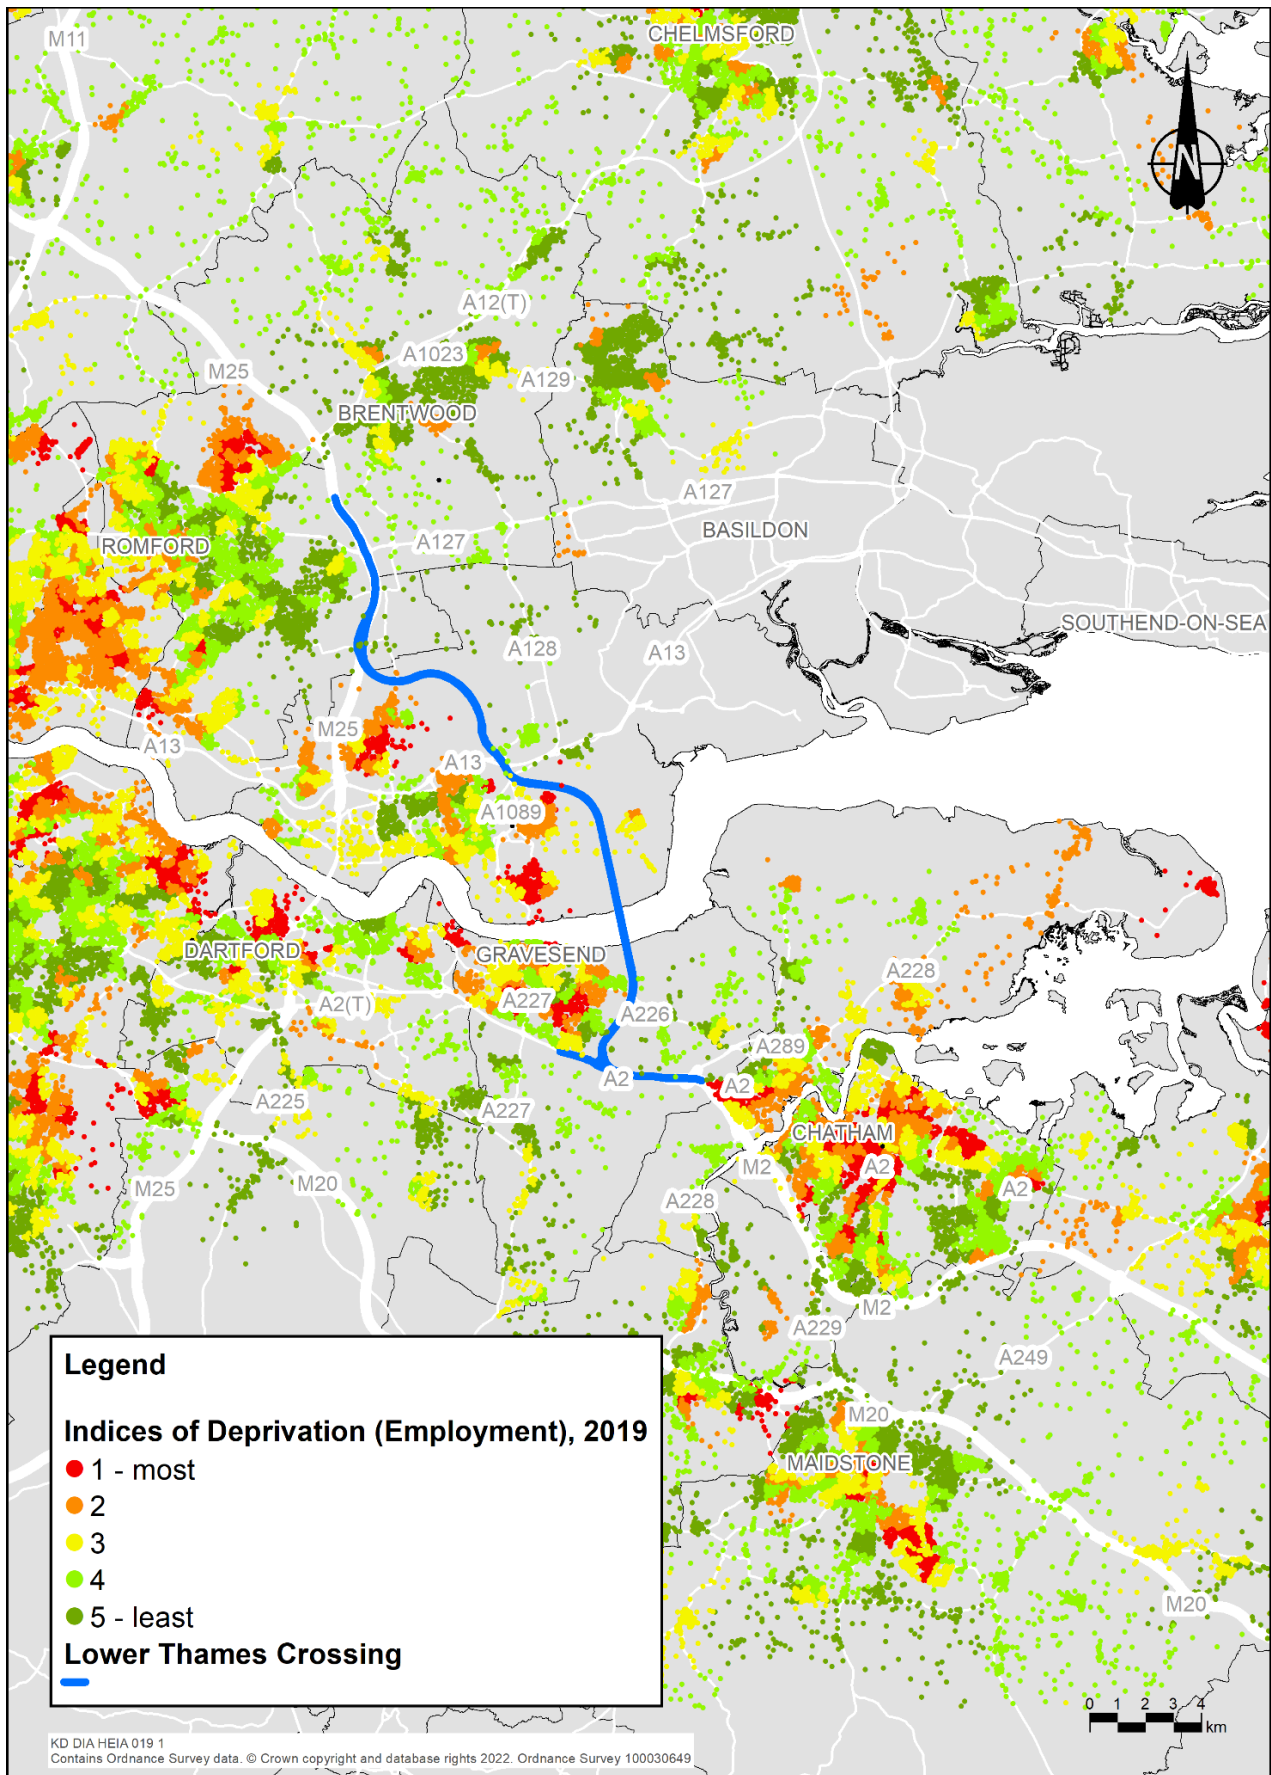 M11
CHELMSFORD
N
A12(T)
A1023
M25
A129
BRENTWOOD
A127
BASILDON
ROMFORD
A127
SOUTHEND-ON-SEA
A128
A13
M25
A13
A13
A1089
DARTFORD
GRAVESEND
A228
A227
A2(T)
A226
A289
A2
A2
A225
A227
CHATHAM
M2
A2
M25
M20
A228
A2
M2
A229
A249
M20
MAIDSTONE
M20
Legend
Indices of Deprivation (Employment), 2019
1 - most
2
3
4
5 - least
Lower Thames Crossing
0 1 2 3 4
km
KD DIA HEIA 019 1
Contains Ordnance Survey data. © Crown copyright and database rights 2022. Ordnance Survey 100030649